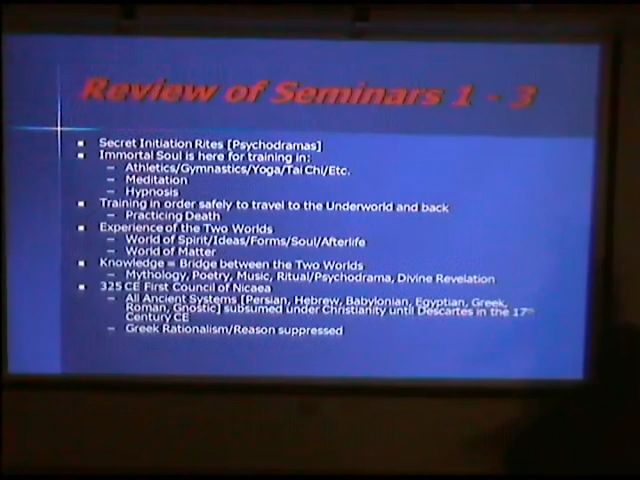 Review of Seminars 1 - 3
Secret Initiation Rites [Psychodramas]
Immortal Soul is here for training in:
– Athletics/Gymnastics/Yoga/Tai Chi/Etc.
– Meditation
– Hypnosis
Training in order safely to travel to the Underworld and back
– Practicing Death
Experience of the Two Worlds
– World of Spirit/Ideas/Forms/Soul/Afterlife
– World of Matter
Knowledge = Bridge between the Two Worlds
– Mythology, Poetry, Music, Ritual/Psychodrama, Divine Revelation
325 CE First Council of Nicaea
– All Ancient Systems [Persian, Hebrew, Babylonian, Egyptian, Greek,
Roman, Gnostic] subsumed under Christianity until Descartes in the 17th
Century CE
– Greek Rationalism/Reason suppressed